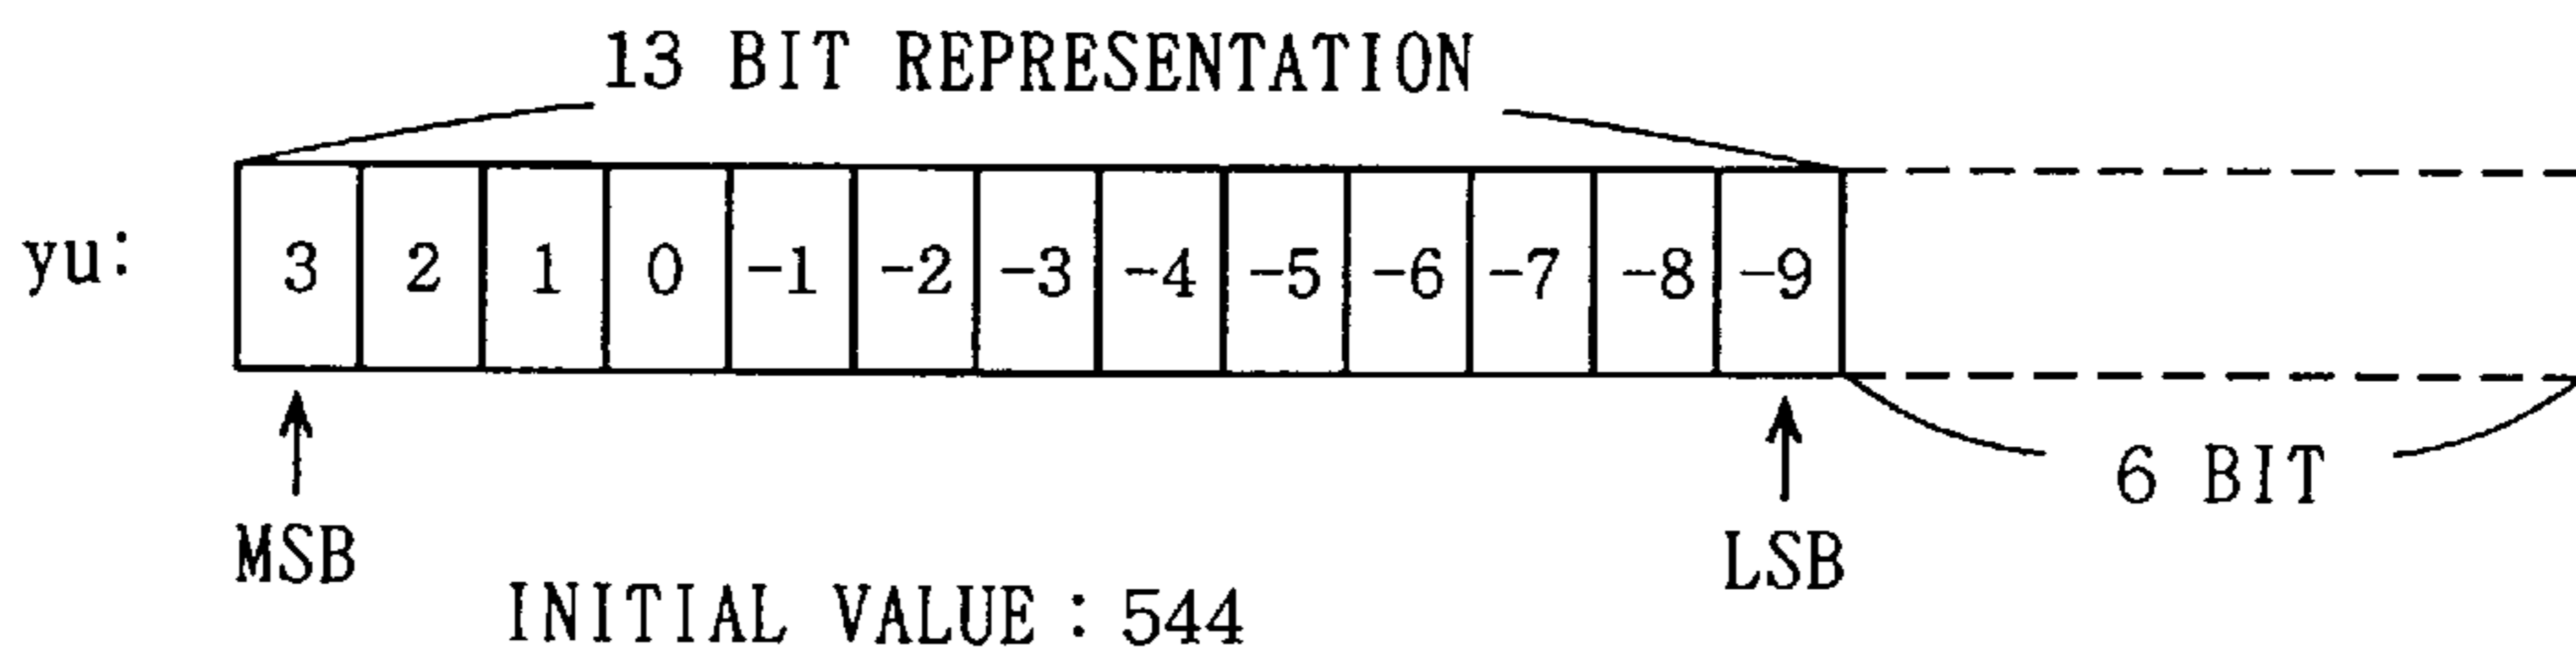 13 BIT REPRESENTATION
yu: 3 2 1 0 -1 -2 -3 -4 -5 -6 -7 -8 -9
6 BIT
MSB LSB
INITIAL VALUE : 544